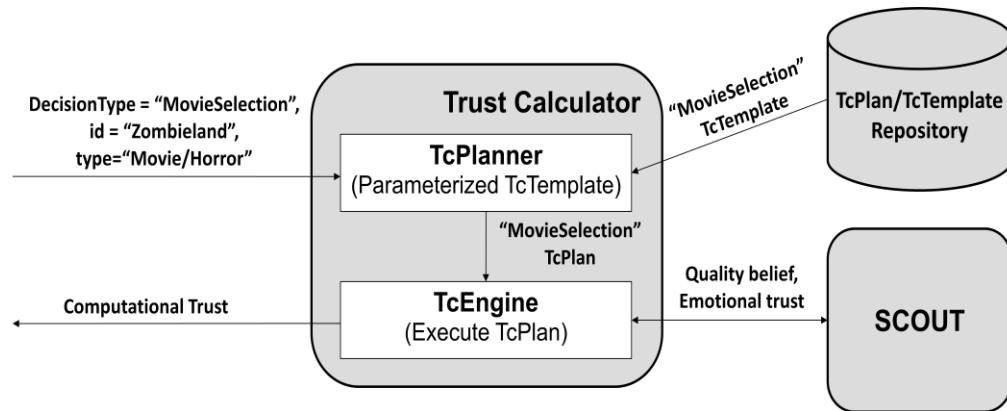 DecisionType = “MovieSelection”,
id = “Zombieland”,
type=“Movie/Horror”
Trust Calculator
TcPlanner
(Parameterized TcTemplate)
“MovieSelection”
TcTemplate
TcPlan/TcTemplate
Repository
“MovieSelection”
TcPlan
Computational Trust
TcEngine
(Execute TcPlan)
Quality belief,
Emotional trust
SCOUT